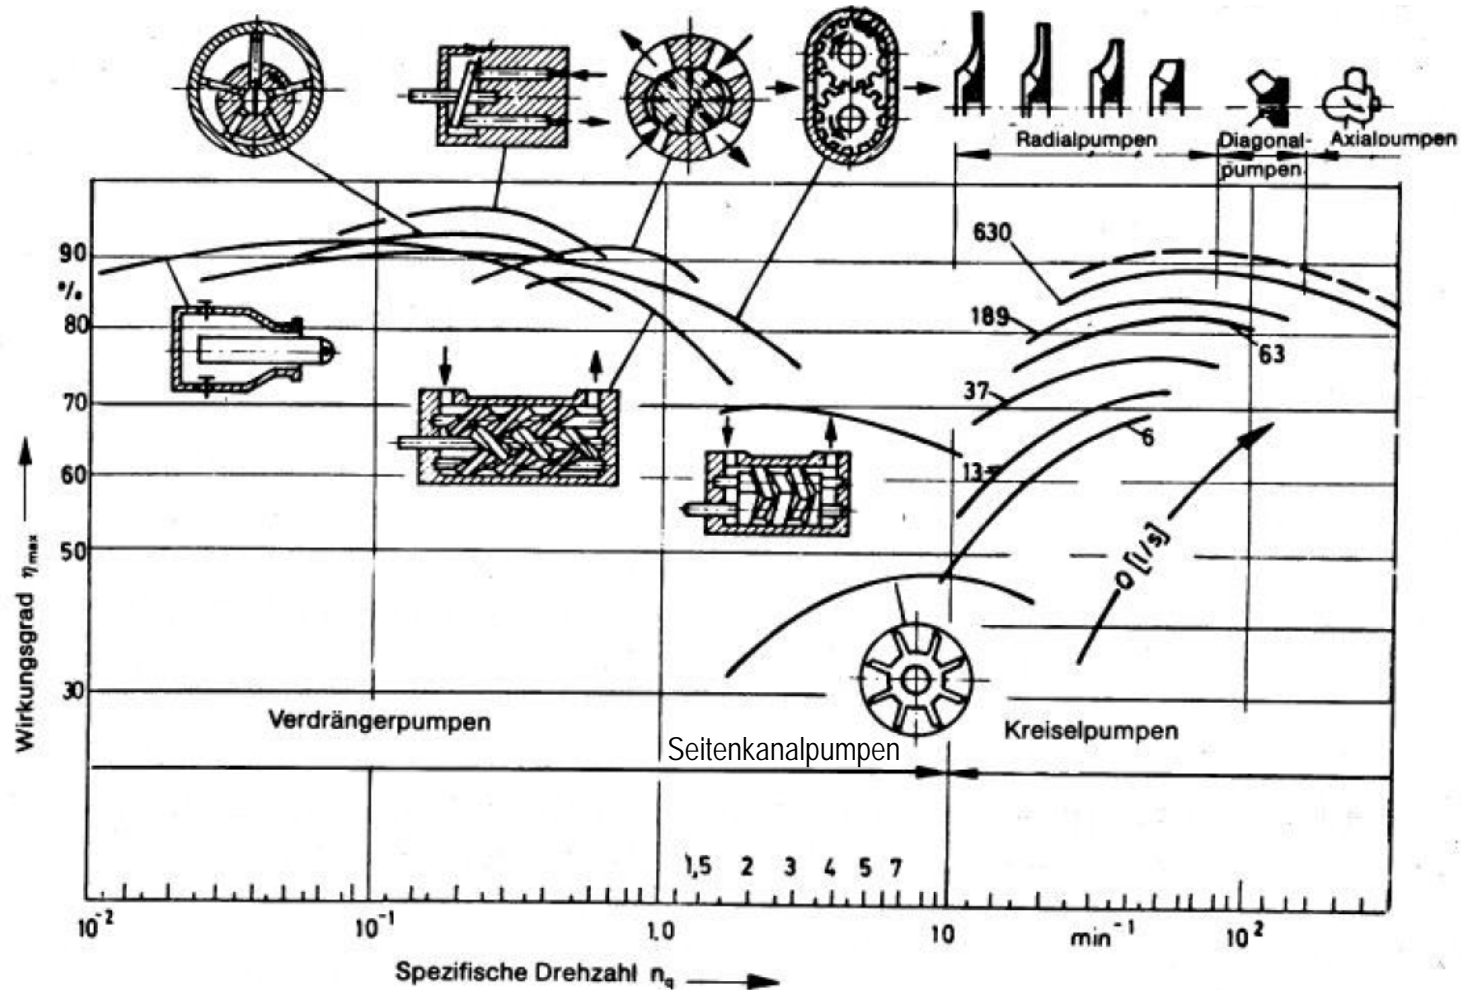 Radialpumpen
Diagonal-
pumpen
Axialpumpen
90
%
80
70
60
50
30
Wirkungsgrad ηmax
630
189
63
37
13
6
Q [l/s]
Verdrängerpumpen
Seitenkanalpumpen
Kreiselpumpen
1,5 2 3 4 5 7
10⁻² 10⁻¹ 1.0 10 min⁻¹ 10²
Spezifische Drehzahl nq